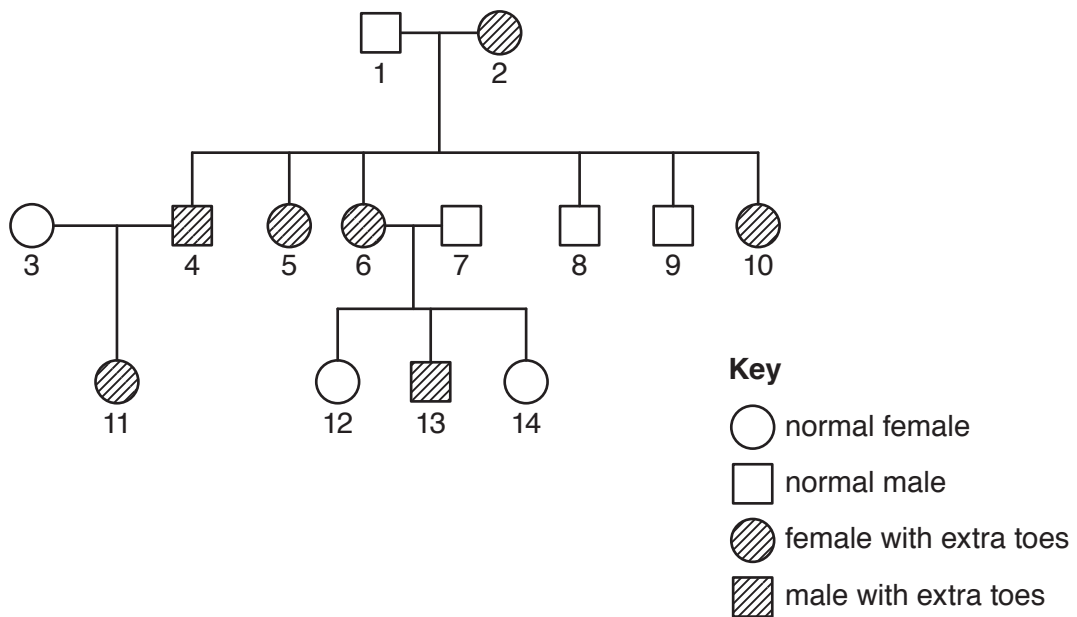 1 2
3 4 5 6 7 8 9 10
11 12 13 14
Key
normal female
normal male
female with extra toes
male with extra toes